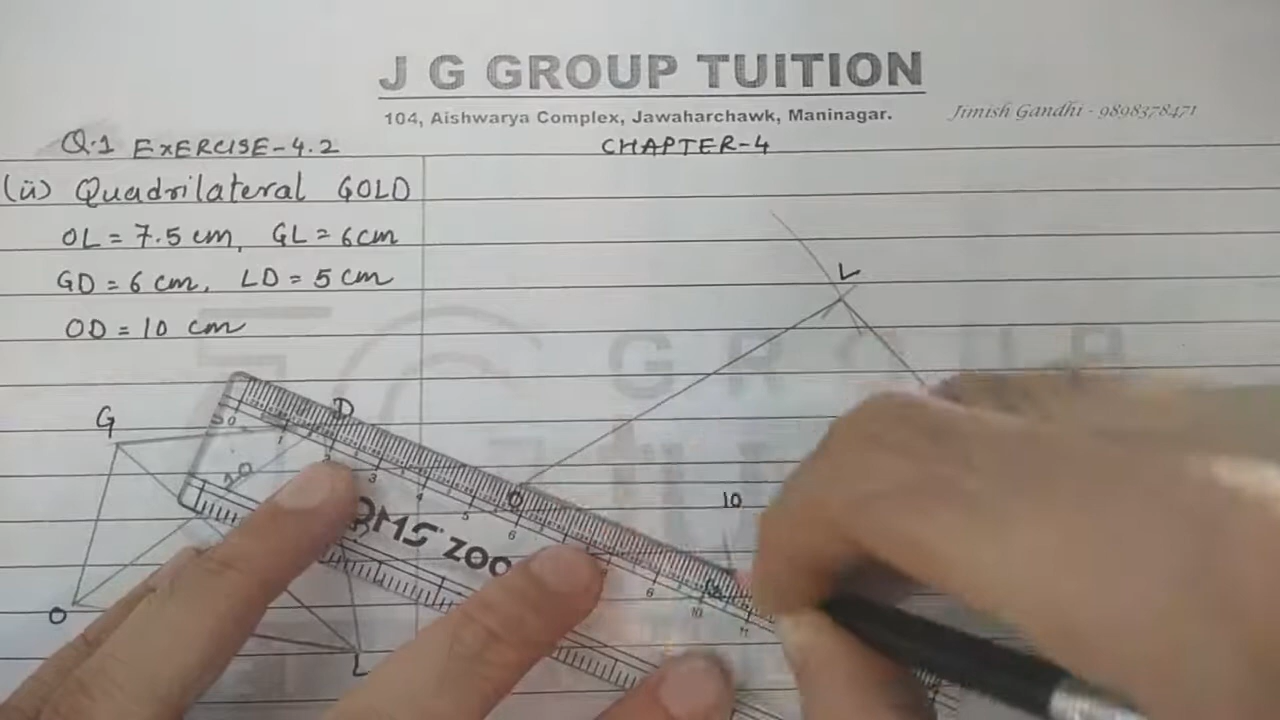 J G GROUP TUITION
104, Aishwarya Complex, Jawaharchawk, Maninagar.
Jimish Gandhi - 9898378471
Q.1 EXERCISE-4.2
CHAPTER-4
(ii) Quadrilateral GOLD
OL = 7.5 cm, GL = 6cm
GD = 6 cm, LD = 5 cm
OD = 10 cm
L
G
D
10
10
O
L